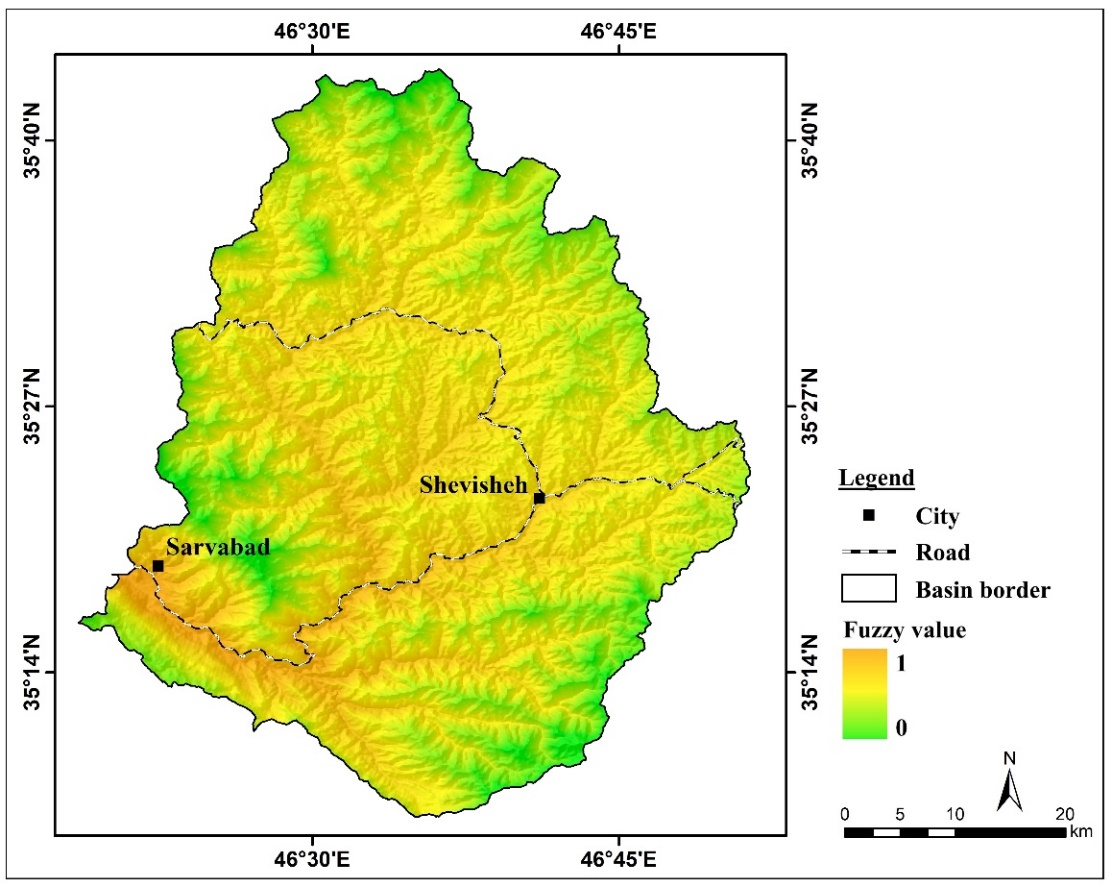 46°30'E 46°45'E
35°40'N 35°40'N
35°27'N 35°27'N
Shevisheh
Sarvabad
35°14'N 35°14'N
46°30'E 46°45'E
Legend
City
Road
Basin border
Fuzzy value
1
0
N
0 5 10 20
km